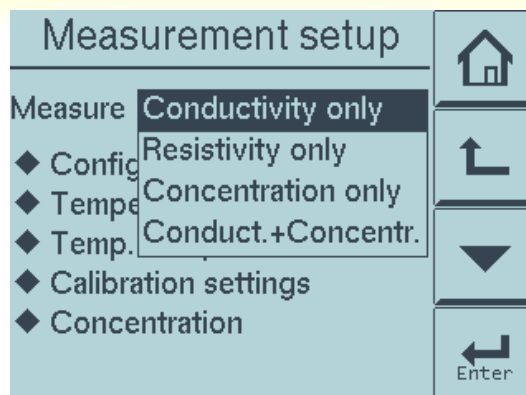 Measurement setup
Measure
Conductivity only
Resistivity only
Concentration only
Conduct.+Concentr.
Config
Tempe
Temp.
Calibration settings
Concentration
Enter